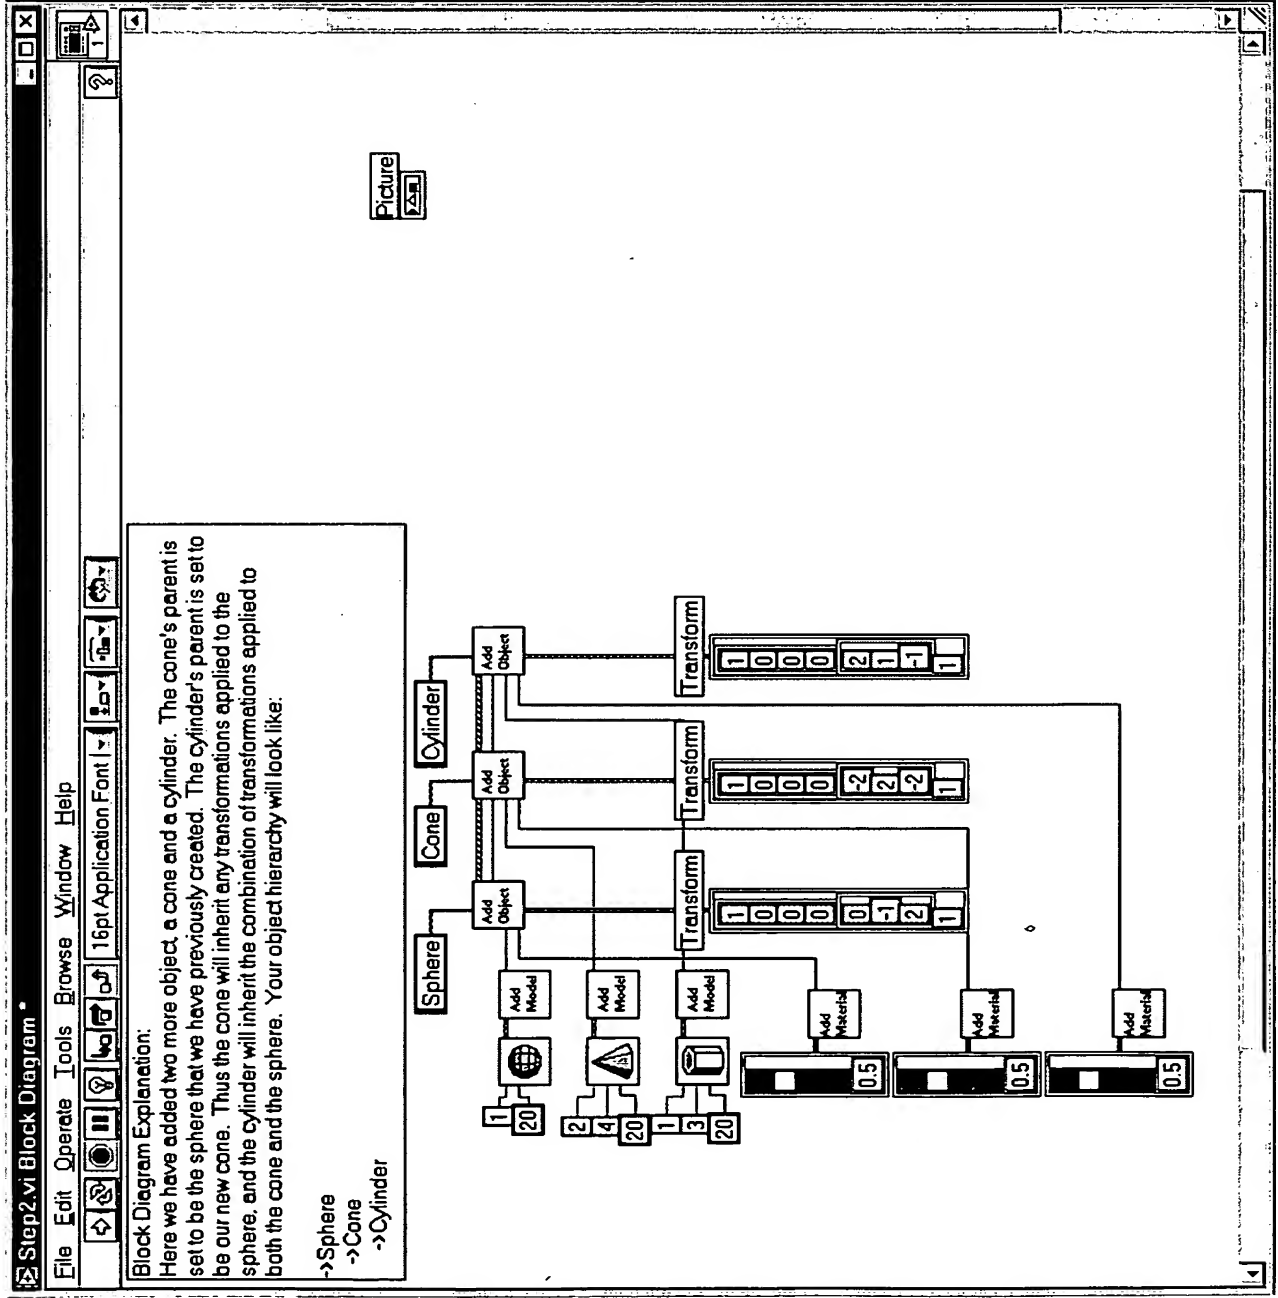 Step2.vi Block Diagram *
File Edit Operate Tools Browse Window Help
16pt Application Font
?
1
Block Diagram Explanation:
Here we have added two more object, a cone and a cylinder. The cone's parent is
set to be the sphere that we have previously created. The cylinder's parent is set to
be our new cone. Thus the cone will inherit any transformations applied to the
sphere, and the cylinder will inherit the combination of transformations applied to
both the cone and the sphere. Your object hierarchy will look like:
->Sphere
->Cone
->Cylinder
Picture
Sphere
Cone
Cylinder
Add Object
Add Object
Add Object
1
20
Add Model
2
4
20
Add Model
1
3
20
Add Model
Transform
Transform
Transform
1 0 0 0 0 -1 2 1
1 0 0 0 -2 2 -2 1
1 0 0 0 2 1 -1 1
0.5
Add Material
0.5
Add Material
0.5
Add Material